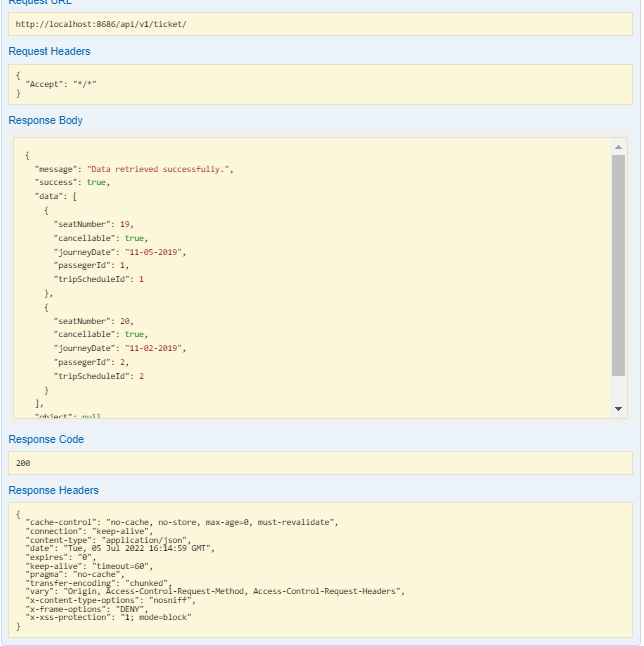 Request URL
http://localhost:8686/api/v1/ticket/
Request Headers
{
"Accept": "*/*"
}
Response Body
{
"message": "Data retrieved successfully.",
"success": true,
"data": [
{
"seatNumber": 19,
"cancellable": true,
"journeyDate": "11-05-2019",
"passegerId": 1,
"tripScheduleId": 1
},
{
"seatNumber": 20,
"cancellable": true,
"journeyDate": "11-02-2019",
"passegerId": 2,
"tripScheduleId": 2
}
],
"object": null
Response Code
200
Response Headers
{
"cache-control": "no-cache, no-store, max-age=0, must-revalidate",
"connection": "keep-alive",
"content-type": "application/json",
"date": "Tue, 05 Jul 2022 16:14:59 GMT",
"expires": "0",
"keep-alive": "timeout=60",
"pragma": "no-cache",
"transfer-encoding": "chunked",
"vary": "Origin, Access-Control-Request-Method, Access-Control-Request-Headers",
"x-content-type-options": "nosniff",
"x-frame-options": "DENY",
"x-xss-protection": "1; mode=block"
}